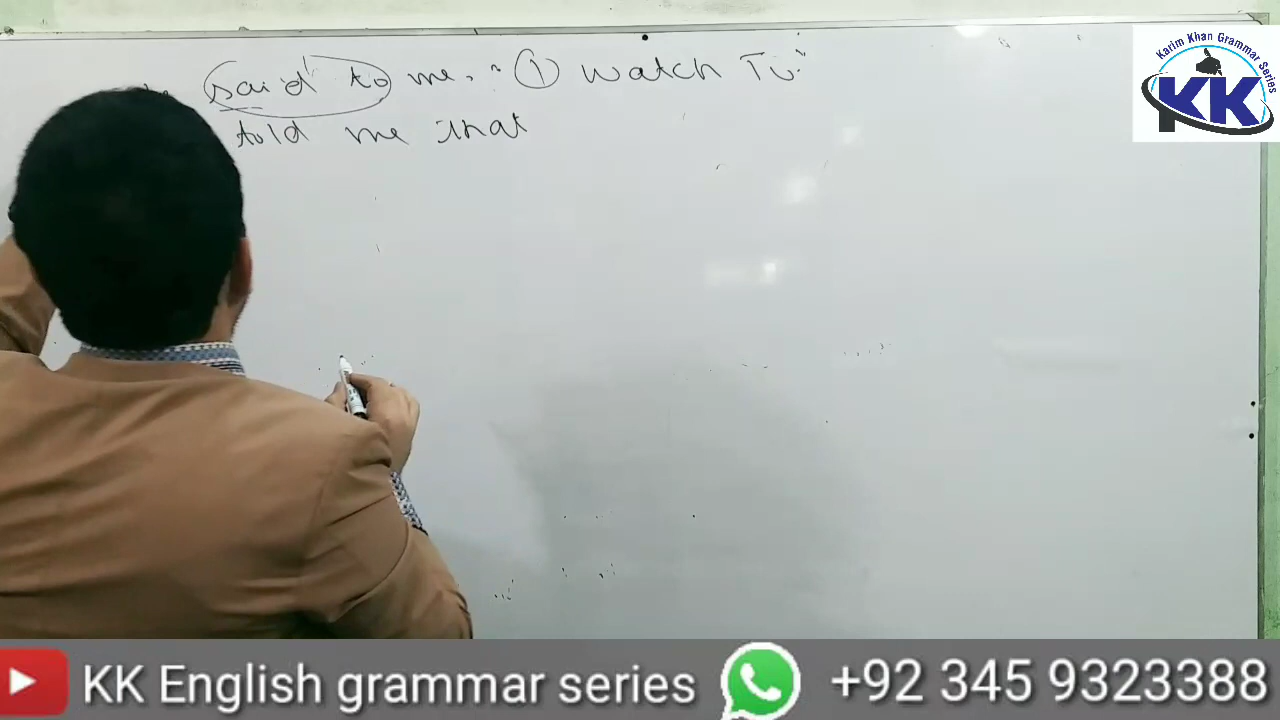 said to me, " I watch Tv."
told me that
Karim Khan Grammar Series
KK
KK English grammar series +92 345 9323388